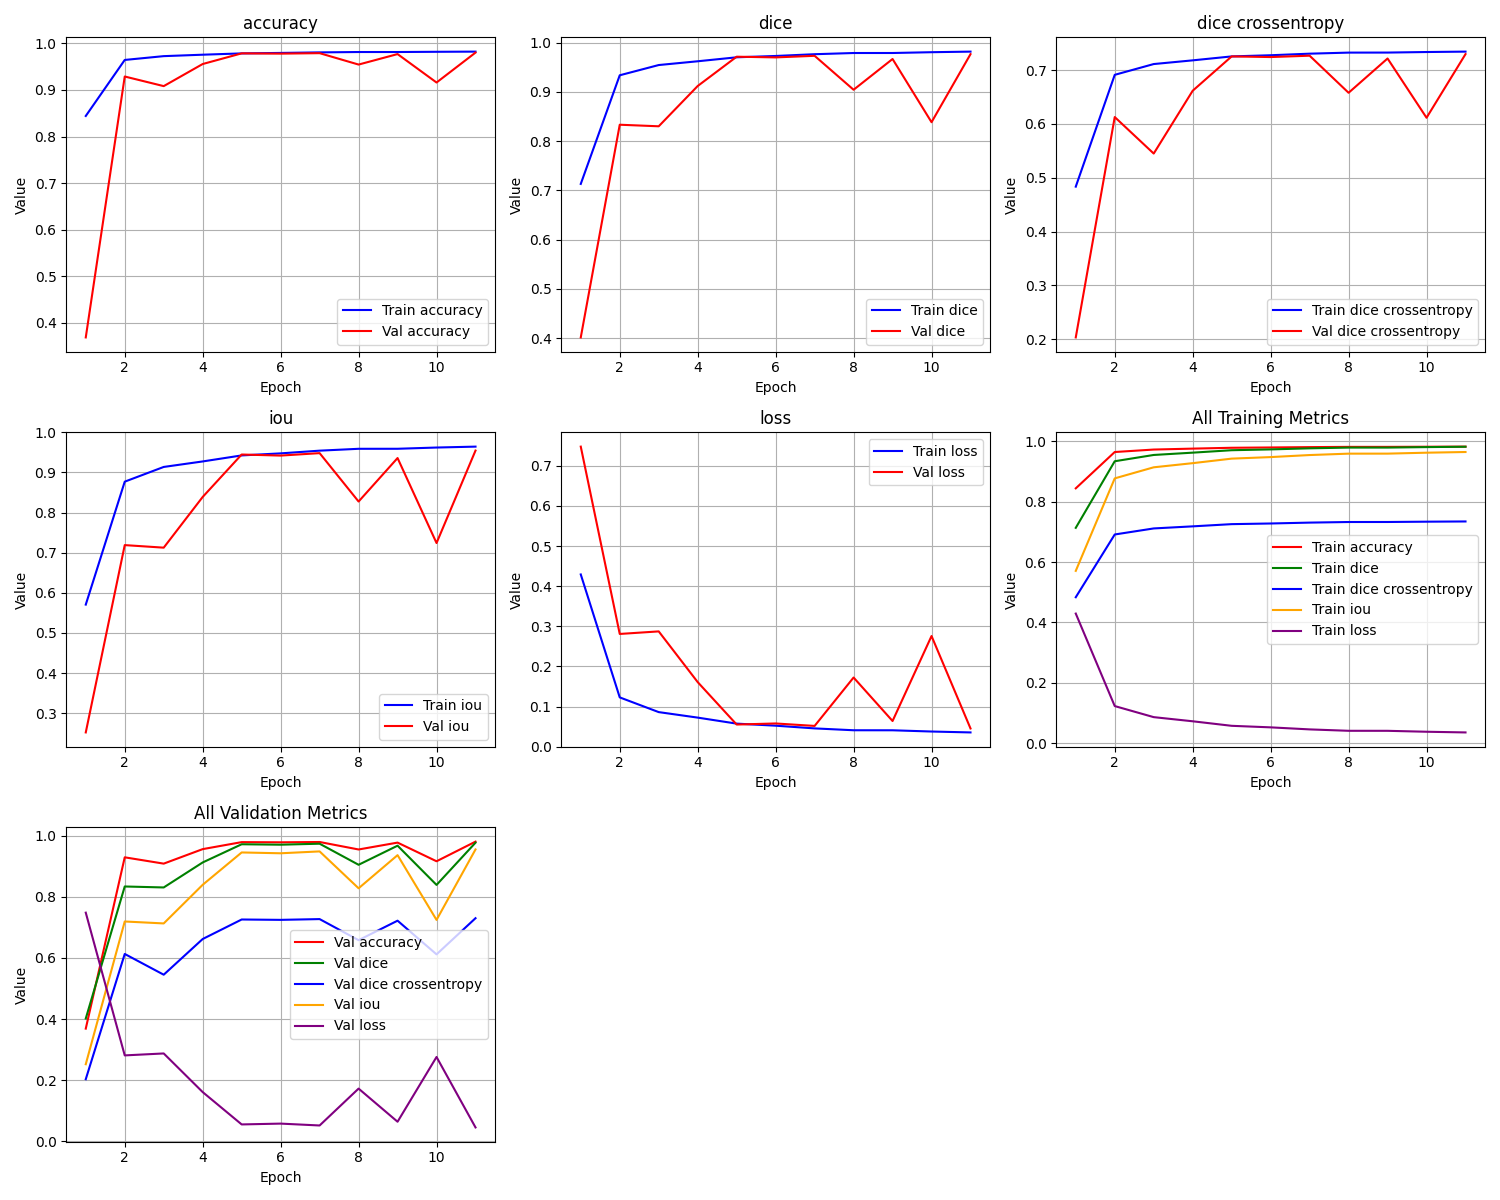 accuracy
1.0
0.9
0.8
0.7
0.6
0.5
0.4
Value
Train accuracy
Val accuracy
2 4 6 8 10
Epoch
dice
1.0
0.9
0.8
0.7
0.6
0.5
0.4
Value
Train dice
Val dice
2 4 6 8 10
Epoch
dice crossentropy
0.7
0.6
0.5
0.4
0.3
0.2
Value
Train dice crossentropy
Val dice crossentropy
2 4 6 8 10
Epoch
iou
1.0
0.9
0.8
0.7
0.6
0.5
0.4
0.3
Value
Train iou
Val iou
2 4 6 8 10
Epoch
loss
0.7
0.6
0.5
0.4
0.3
0.2
0.1
0.0
Value
Train loss
Val loss
2 4 6 8 10
Epoch
All Training Metrics
1.0
0.8
0.6
0.4
0.2
0.0
Value
Train accuracy
Train dice
Train dice crossentropy
Train iou
Train loss
2 4 6 8 10
Epoch
All Validation Metrics
1.0
0.8
0.6
0.4
0.2
0.0
Value
Val accuracy
Val dice
Val dice crossentropy
Val iou
Val loss
2 4 6 8 10
Epoch